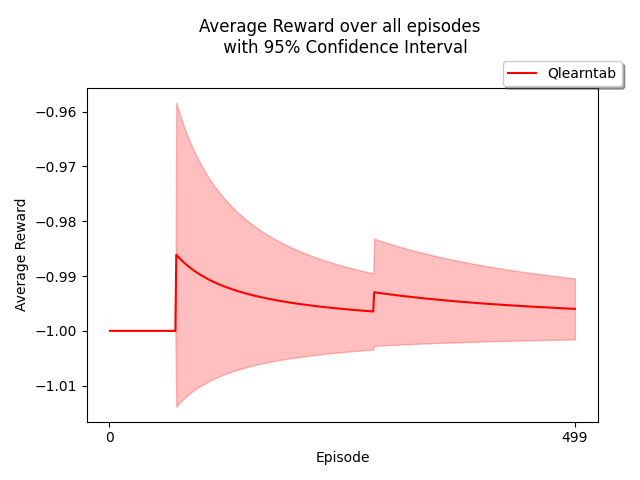 Average Reward over all episodes
with 95% Confidence Interval
Qlearntab
Average Reward
−0.96
−0.97
−0.98
−0.99
−1.00
−1.01
0
499
Episode